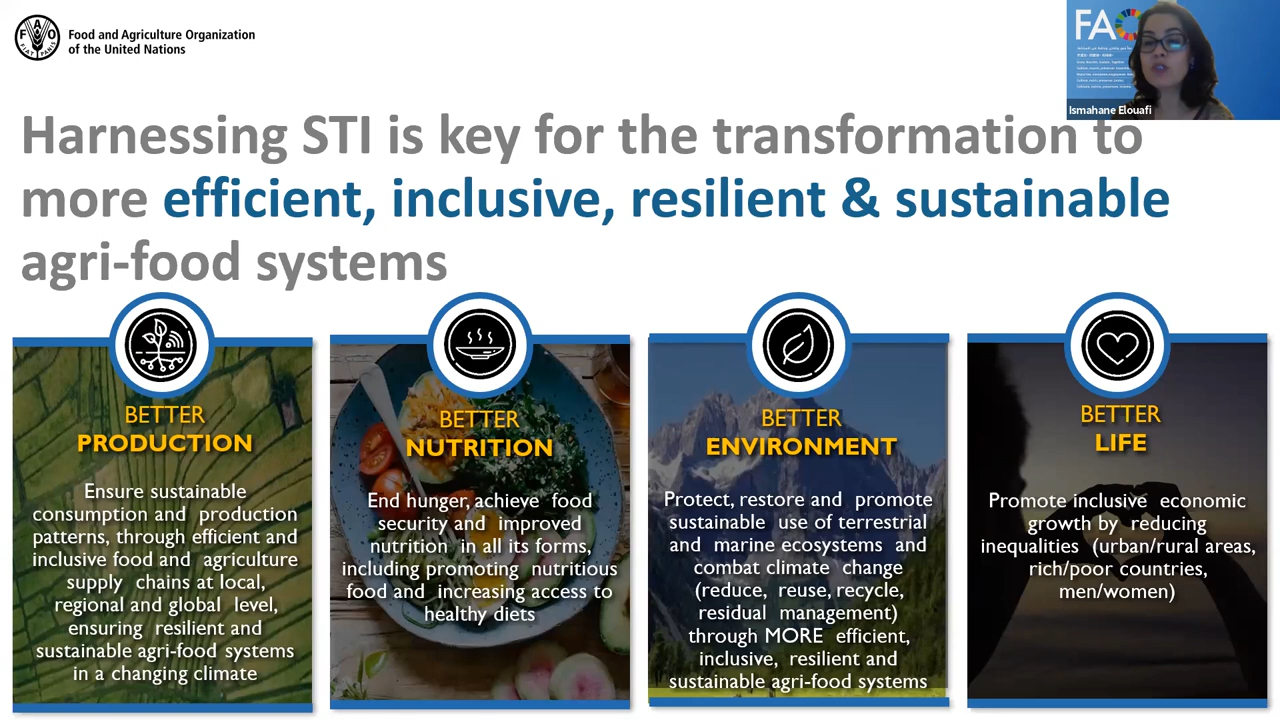 Food and Agriculture Organization
of the United Nations
FAO
Ismahane Elouafi
Harnessing STI is key for the transformation to
more efficient, inclusive, resilient & sustainable
agri-food systems
BETTER
PRODUCTION
Ensure sustainable
consumption and production
patterns, through efficient and
inclusive food and agriculture
supply chains at local,
regional and global level,
ensuring resilient and
sustainable agri-food systems
in a changing climate
BETTER
NUTRITION
End hunger, achieve food
security and improved
nutrition in all its forms,
including promoting nutritious
food and increasing access to
healthy diets
BETTER
ENVIRONMENT
Protect, restore and promote
sustainable use of terrestrial
and marine ecosystems and
combat climate change
(reduce, reuse, recycle,
residual management)
through MORE efficient,
inclusive, resilient and
sustainable agri-food systems
BETTER
LIFE
Promote inclusive economic
growth by reducing
inequalities (urban/rural areas,
rich/poor countries,
men/women)